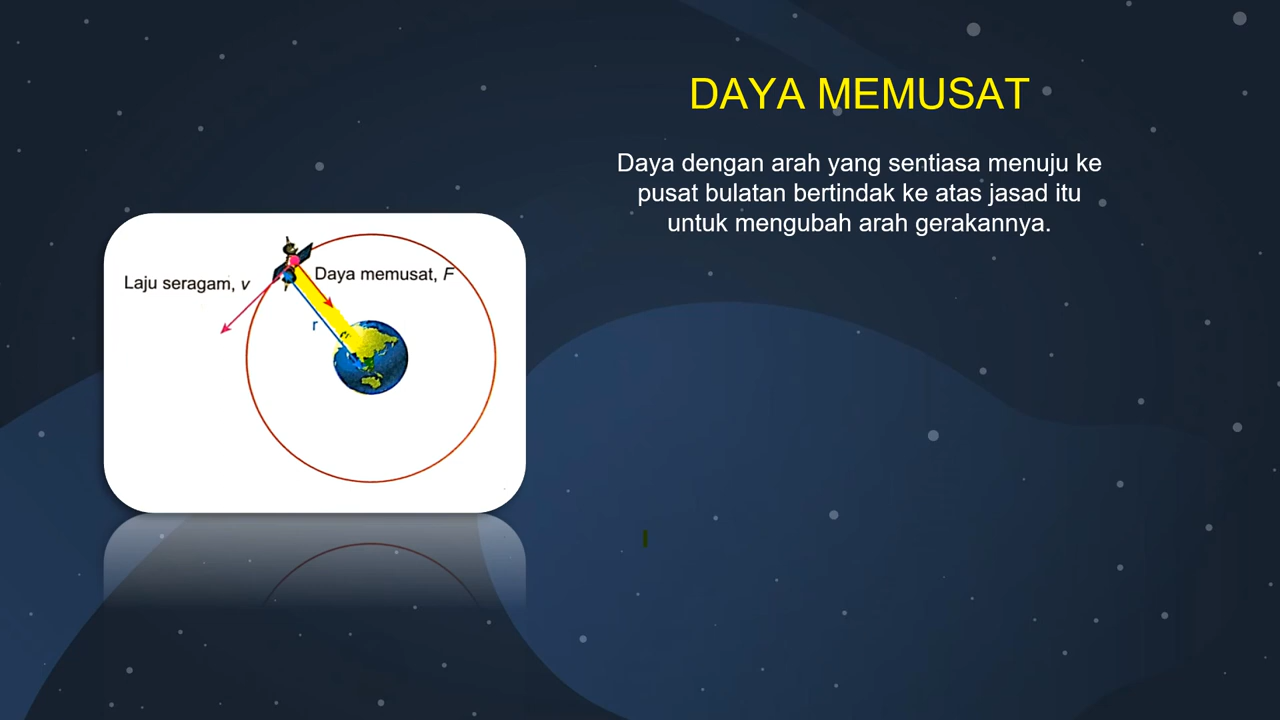 DAYA MEMUSAT
Daya dengan arah yang sentiasa menuju ke
pusat bulatan bertindak ke atas jasad itu
untuk mengubah arah gerakannya.
Laju seragam, v
Daya memusat, F
r